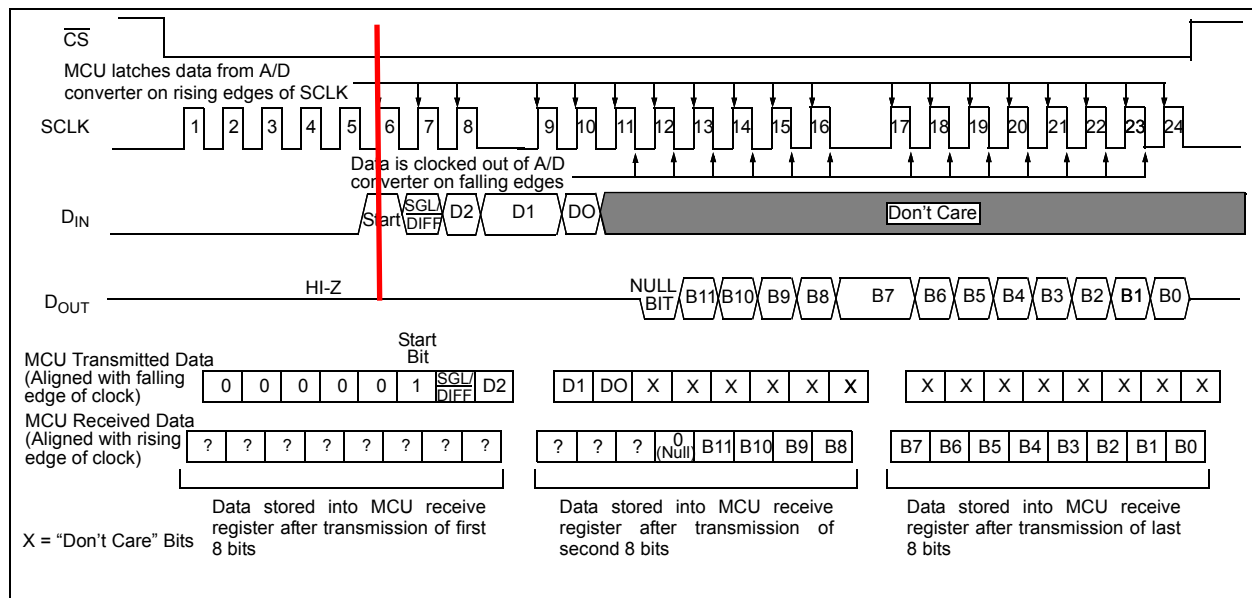 CS
MCU latches data from A/D
converter on rising edges of SCLK
SCLK
1 2 3 4 5 6 7 8 9 10 11 12 13 14 15 16 17 18 19 20 21 22 23 24
Data is clocked out of A/D
converter on falling edges
DIN
Start SGL/DIFF D2 D1 DO Don't Care
HI-Z
DOUT
NULL BIT B11 B10 B9 B8 B7 B6 B5 B4 B3 B2 B1 B0
Start
Bit
MCU Transmitted Data
(Aligned with falling
edge of clock)
0 0 0 0 0 1 SGL/DIFF D2 D1 DO X X X X X X X X X X X X X X
MCU Received Data
(Aligned with rising
edge of clock)
? ? ? ? ? ? ? ? ? ? ? 0 (Null) B11 B10 B9 B8 B7 B6 B5 B4 B3 B2 B1 B0
Data stored into MCU receive
register after transmission of first
8 bits
Data stored into MCU receive
register after transmission of
second 8 bits
Data stored into MCU receive
register after transmission of last
8 bits
X = “Don't Care” Bits